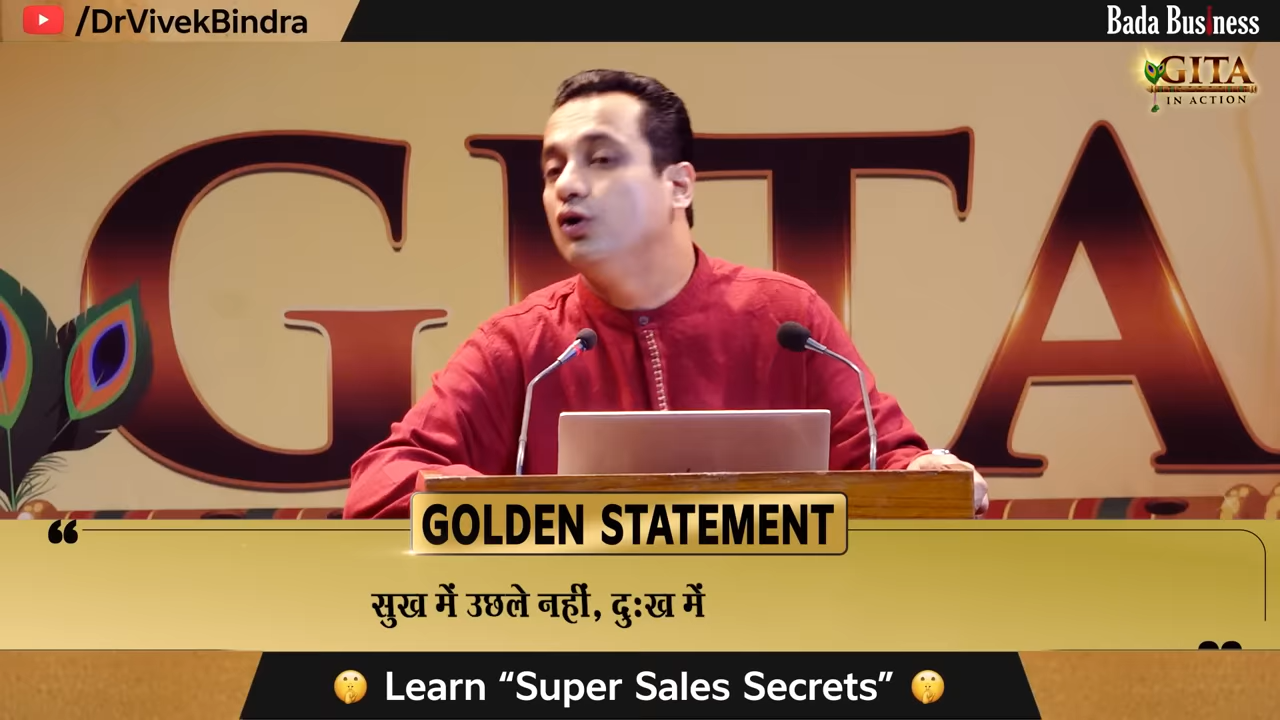 /DrVivekBindra
Bada Business
GITA
IN ACTION
GITA
GOLDEN STATEMENT
सुख में उछले नहीं, दुःख में
Learn “Super Sales Secrets”